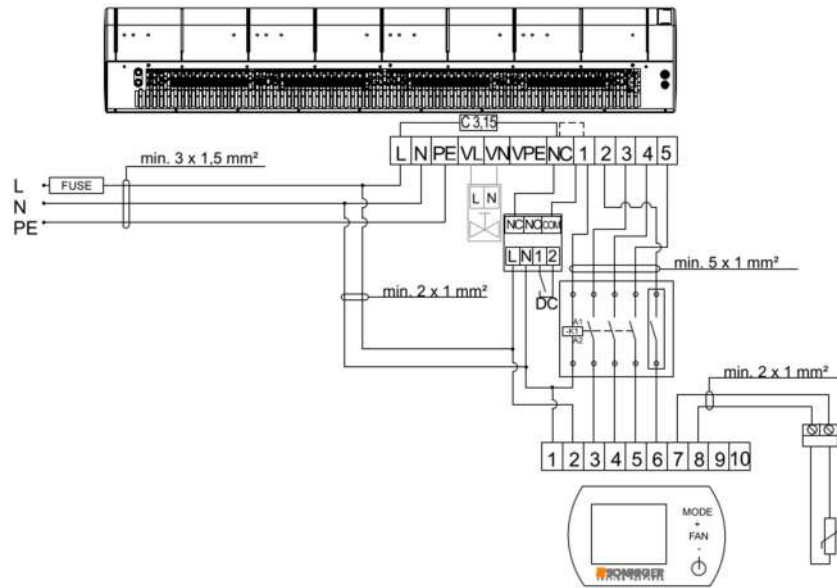 C 3,15
L N PE VL VN VPE NC 1 2 3 4 5
min. 3 x 1,5 mm²
L FUSE
N
PE
L N
NC NO COM
L N 1 2
DC
min. 5 x 1 mm²
min. 2 x 1 mm²
A1
-K1
A2
min. 2 x 1 mm²
1 2 3 4 5 6 7 8 9 10
MODE
+
FAN
-
SONNIGER